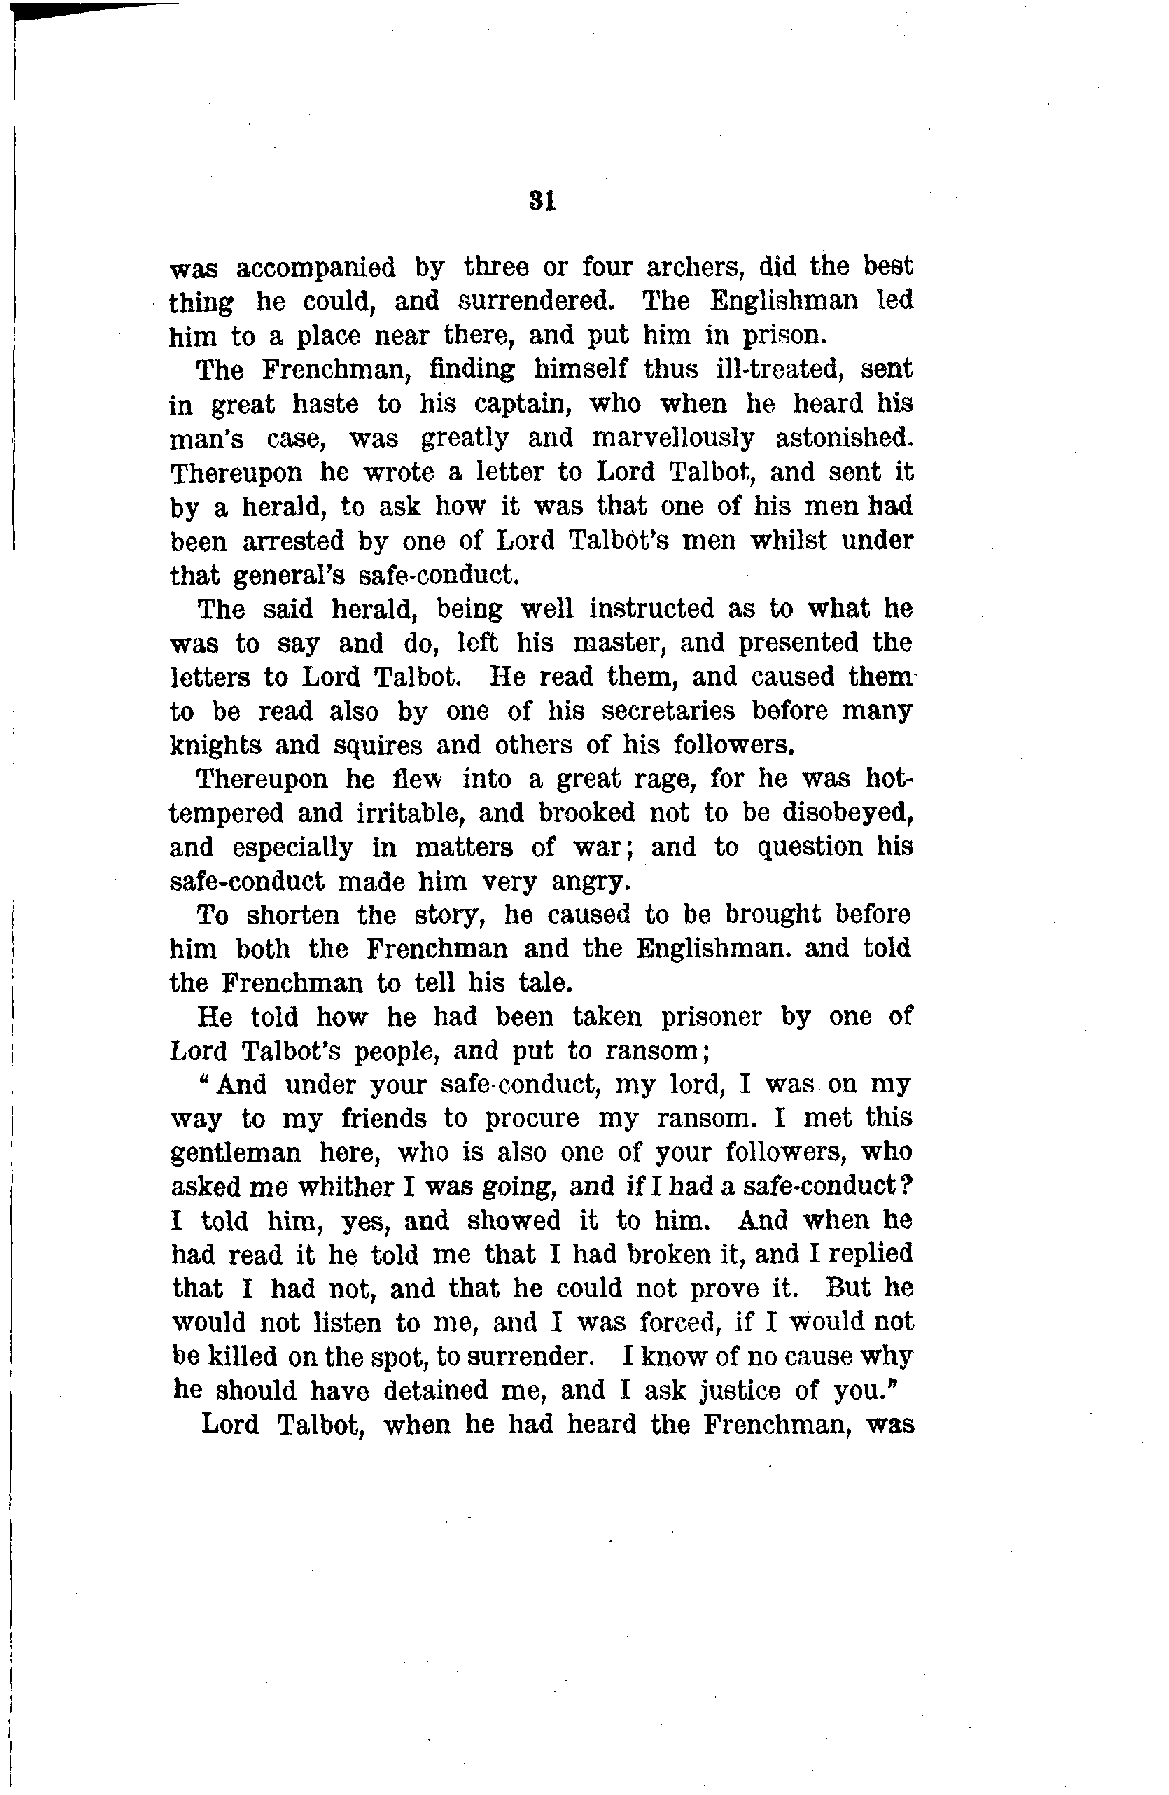 31
was accompanied by three or four archers, did the best
thing he could, and surrendered. The Englishman led
him to a place near there, and put him in prison.
The Frenchman, finding himself thus ill-treated, sent
in great haste to his captain, who when he heard his
man's case, was greatly and marvellously astonished.
Thereupon he wrote a letter to Lord Talbot, and sent it
by a herald, to ask how it was that one of his men had
been arrested by one of Lord Talbot's men whilst under
that general's safe-conduct.
The said herald, being well instructed as to what he
was to say and do, left his master, and presented the
letters to Lord Talbot. He read them, and caused them
to be read also by one of his secretaries before many
knights and squires and others of his followers.
Thereupon he flew into a great rage, for he was hot-
tempered and irritable, and brooked not to be disobeyed,
and especially in matters of war; and to question his
safe-conduct made him very angry.
To shorten the story, he caused to be brought before
him both the Frenchman and the Englishman. and told
the Frenchman to tell his tale.
He told how he had been taken prisoner by one of
Lord Talbot's people, and put to ransom;
"And under your safe-conduct, my lord, I was on my
way to my friends to procure my ransom. I met this
gentleman here, who is also one of your followers, who
asked me whither I was going, and if I had a safe-conduct?
I told him, yes, and showed it to him. And when he
had read it he told me that I had broken it, and I replied
that I had not, and that he could not prove it. But he
would not listen to me, and I was forced, if I would not
be killed on the spot, to surrender. I know of no cause why
he should have detained me, and I ask justice of you."
Lord Talbot, when he had heard the Frenchman, was